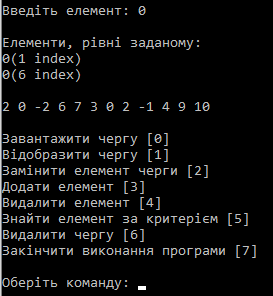 Введіть елемент: 0
Елементи, рівні заданому:
0(1 index)
0(6 index)
2 0 -2 6 7 3 0 2 -1 4 9 10
Завантажити чергу [0]
Відобразити чергу [1]
Замінити елемент черги [2]
Додати елемент [3]
Видалити елемент [4]
Знайти елемент за критерієм [5]
Видалити чергу [6]
Закінчити виконання програми [7]
Оберіть команду: